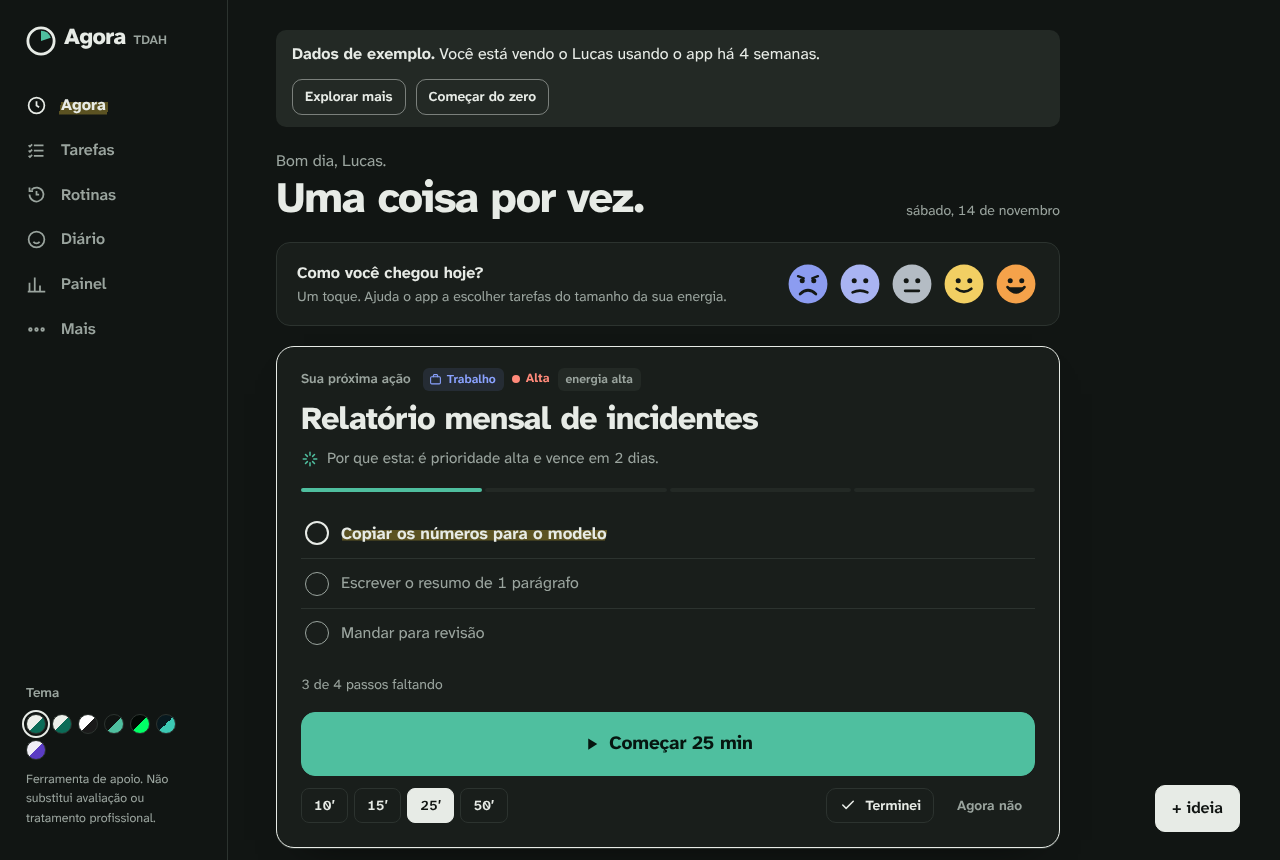 Agora TDAH
Agora
Tarefas
Rotinas
Diário
Painel
Mais
Tema
Ferramenta de apoio. Não
substitui avaliação ou
tratamento profissional.
Dados de exemplo. Você está vendo o Lucas usando o app há 4 semanas.
Explorar mais
Começar do zero
Bom dia, Lucas.
Uma coisa por vez.
sábado, 14 de novembro
Como você chegou hoje?
Um toque. Ajuda o app a escolher tarefas do tamanho da sua energia.
Sua próxima ação Trabalho Alta energia alta
Relatório mensal de incidentes
Por que esta: é prioridade alta e vence em 2 dias.
Copiar os números para o modelo
Escrever o resumo de 1 parágrafo
Mandar para revisão
3 de 4 passos faltando
Começar 25 min
10′ 15′ 25′ 50′ Terminei Agora não
+ ideia